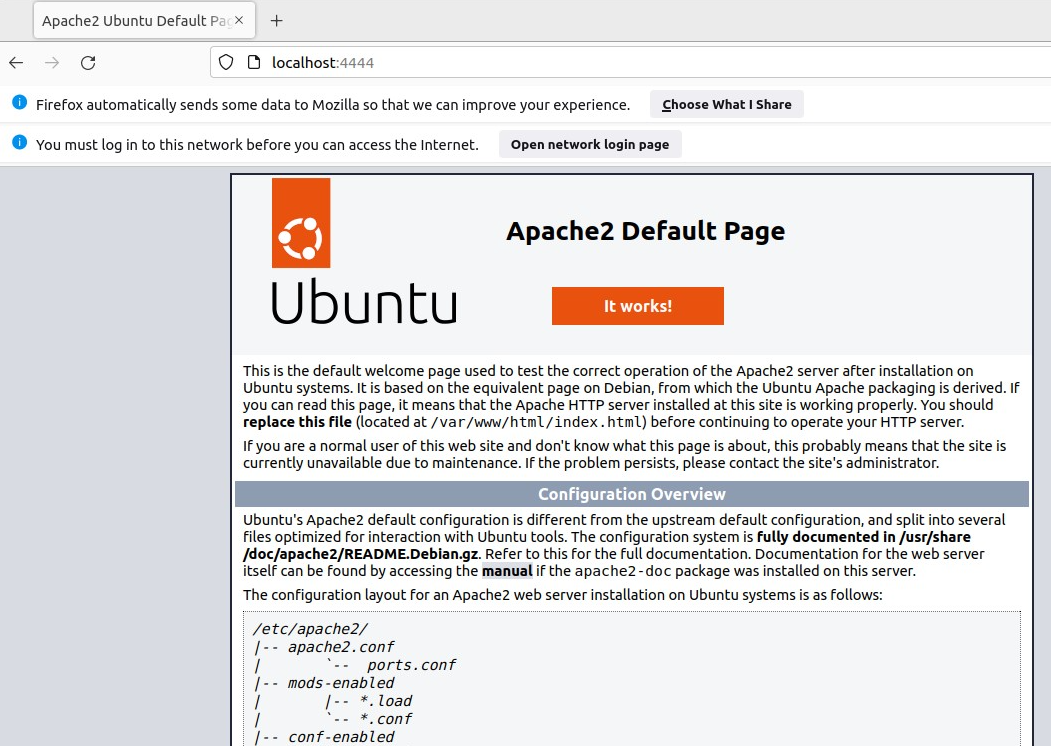 Apache2 Ubuntu Default Pag
localhost:4444
Firefox automatically sends some data to Mozilla so that we can improve your experience. Choose What I Share
You must log in to this network before you can access the Internet. Open network login page
Apache2 Default Page
Ubuntu
It works!
This is the default welcome page used to test the correct operation of the Apache2 server after installation on
Ubuntu systems. It is based on the equivalent page on Debian, from which the Ubuntu Apache packaging is derived. If
you can read this page, it means that the Apache HTTP server installed at this site is working properly. You should
replace this file (located at /var/www/html/index.html) before continuing to operate your HTTP server.
If you are a normal user of this web site and don't know what this page is about, this probably means that the site is
currently unavailable due to maintenance. If the problem persists, please contact the site's administrator.
Configuration Overview
Ubuntu's Apache2 default configuration is different from the upstream default configuration, and split into several
files optimized for interaction with Ubuntu tools. The configuration system is fully documented in /usr/share
/doc/apache2/README.Debian.gz. Refer to this for the full documentation. Documentation for the web server
itself can be found by accessing the manual if the apache2-doc package was installed on this server.
The configuration layout for an Apache2 web server installation on Ubuntu systems is as follows:
/etc/apache2/
|-- apache2.conf
|       `--  ports.conf
|-- mods-enabled
|       |-- *.load
|       `-- *.conf
|-- conf-enabled